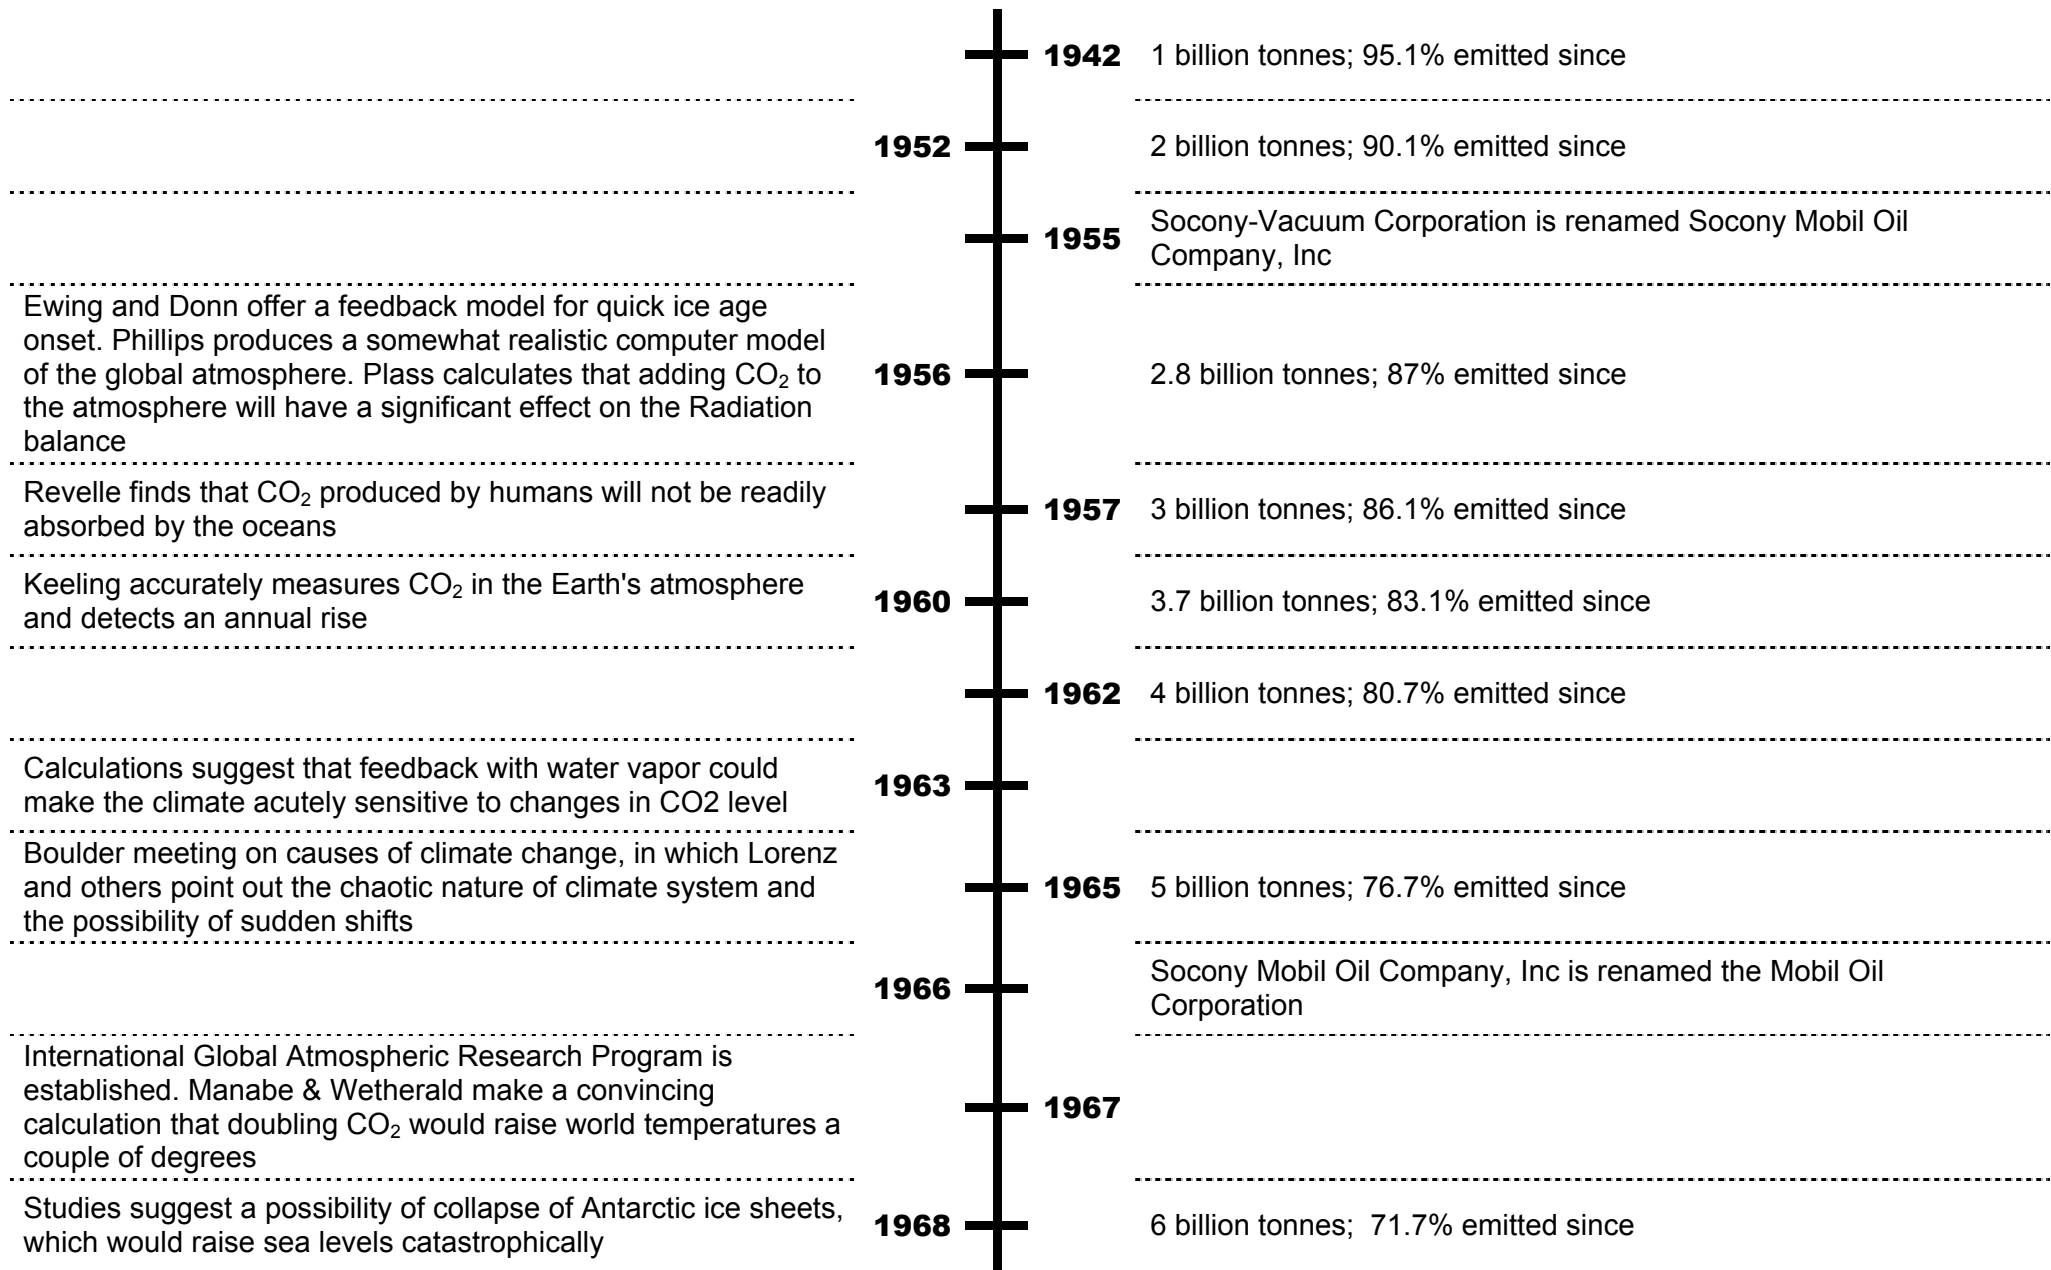 1942
1 billion tonnes; 95.1% emitted since
1952
2 billion tonnes; 90.1% emitted since
1955
Socony-Vacuum Corporation is renamed Socony Mobil Oil
Company, Inc
Ewing and Donn offer a feedback model for quick ice age
onset. Phillips produces a somewhat realistic computer model
of the global atmosphere. Plass calculates that adding CO₂ to
the atmosphere will have a significant effect on the Radiation
balance
1956
2.8 billion tonnes; 87% emitted since
Revelle finds that CO₂ produced by humans will not be readily
absorbed by the oceans
1957
3 billion tonnes; 86.1% emitted since
Keeling accurately measures CO₂ in the Earth's atmosphere
and detects an annual rise
1960
3.7 billion tonnes; 83.1% emitted since
1962
4 billion tonnes; 80.7% emitted since
Calculations suggest that feedback with water vapor could
make the climate acutely sensitive to changes in CO2 level
1963
Boulder meeting on causes of climate change, in which Lorenz
and others point out the chaotic nature of climate system and
the possibility of sudden shifts
1965
5 billion tonnes; 76.7% emitted since
1966
Socony Mobil Oil Company, Inc is renamed the Mobil Oil
Corporation
International Global Atmospheric Research Program is
established. Manabe & Wetherald make a convincing
calculation that doubling CO₂ would raise world temperatures a
couple of degrees
1967
Studies suggest a possibility of collapse of Antarctic ice sheets,
which would raise sea levels catastrophically
1968
6 billion tonnes;  71.7% emitted since